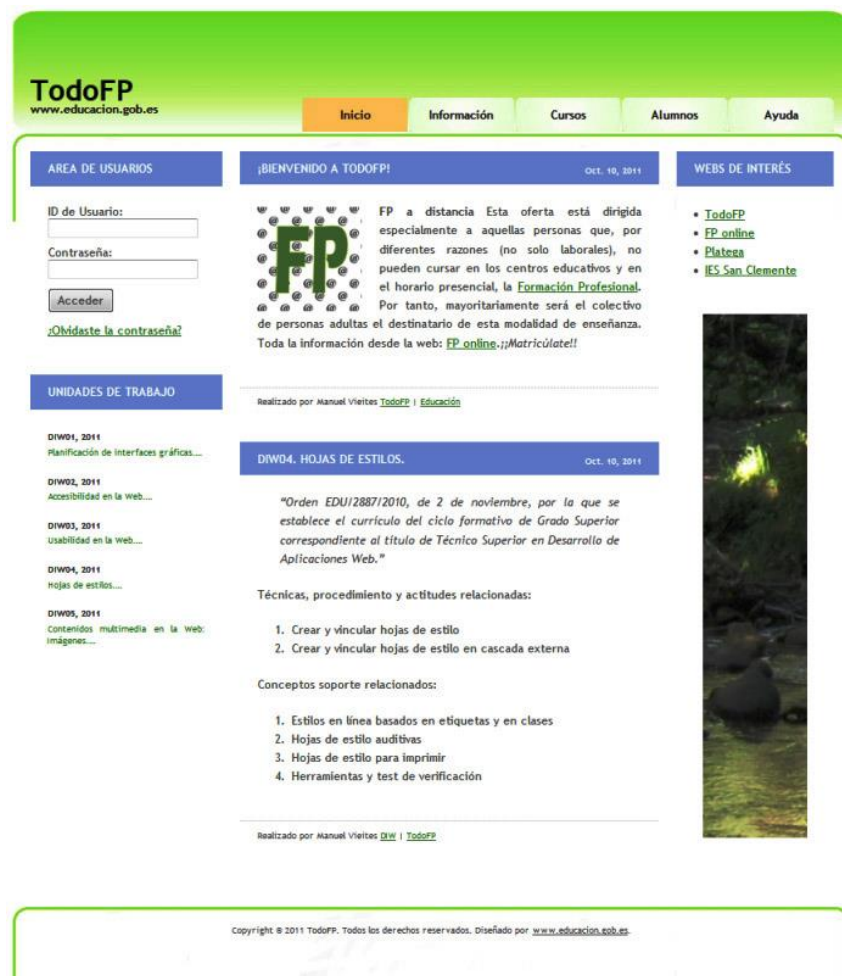 TodoFP
www.educacion.gob.es
Inicio
Información
Cursos
Alumnos
Ayuda
AREA DE USUARIOS
ID de Usuario:
Contraseña:
Acceder
¿Olvidaste la contraseña?
UNIDADES DE TRABAJO
DIW01, 2011
Planificación de interfaces gráficas....
DIW02, 2011
Accesibilidad en la Web....
DIW03, 2011
Usabilidad en la Web....
DIW04, 2011
Hojas de estilos....
DIW05, 2011
Contenidos multimedia en la Web:
Imágenes....
¡BIENVENIDO A TODOFP!
Oct. 10, 2011
FP
FP a distancia Esta oferta está dirigida
especialmente a aquellas personas que, por
diferentes razones (no solo laborales), no
pueden cursar en los centros educativos y en
el horario presencial, la Formación Profesional.
Por tanto, mayoritariamente será el colectivo
de personas adultas el destinatario de esta modalidad de enseñanza.
Toda la información desde la web: FP online.¡¡Matricúlate!!
Realizado por Manuel Vieites TodoFP | Educación
DIW04. HOJAS DE ESTILOS.
Oct. 10, 2011
“Orden EDU/2887/2010, de 2 de noviembre, por la que se
establece el currículo del ciclo formativo de Grado Superior
correspondiente al título de Técnico Superior en Desarrollo de
Aplicaciones Web.”
Técnicas, procedimiento y actitudes relacionadas:
1. Crear y vincular hojas de estilo
2. Crear y vincular hojas de estilo en cascada externa
Conceptos soporte relacionados:
1. Estilos en línea basados en etiquetas y en clases
2. Hojas de estilo auditivas
3. Hojas de estilo para imprimir
4. Herramientas y test de verificación
Realizado por Manuel Vieites DIW | TodoFP
WEBS DE INTERÉS
• TodoFP
• FP online
• Platega
• IES San Clemente
Copyright © 2011 TodoFP. Todos los derechos reservados. Diseñado por www.educacion.gob.es.